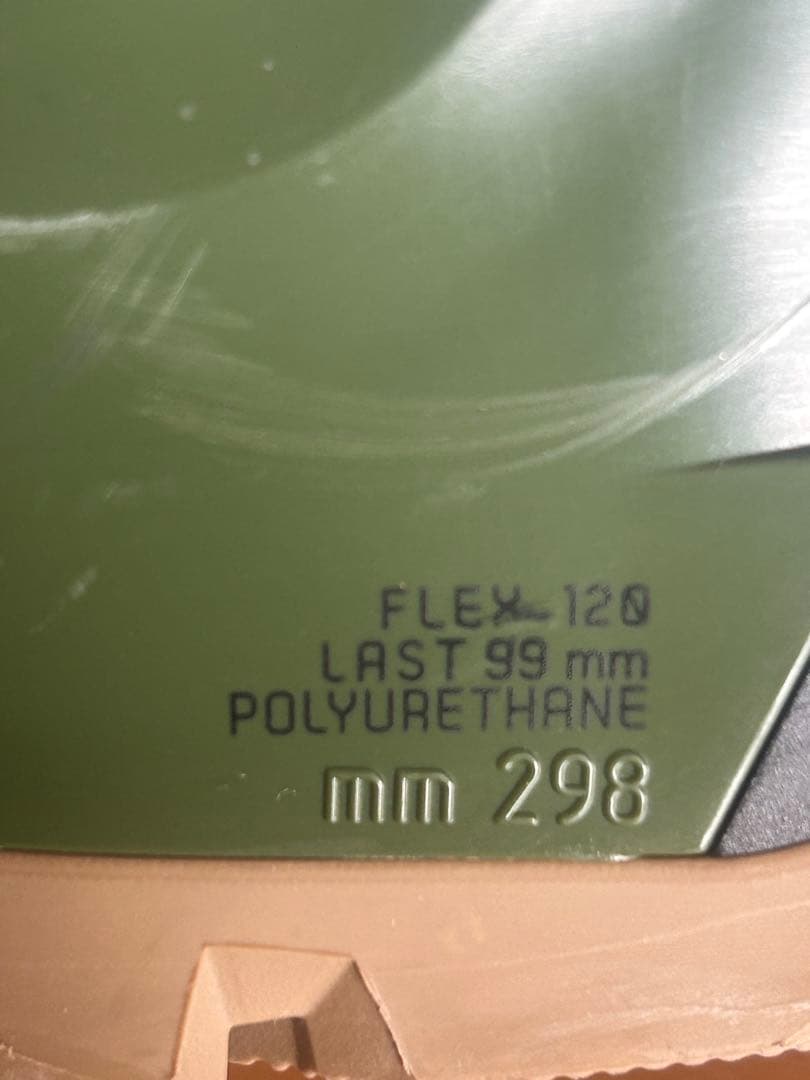 FLEX 120
LAST 99 mm
POLYURETHANE
mm 298